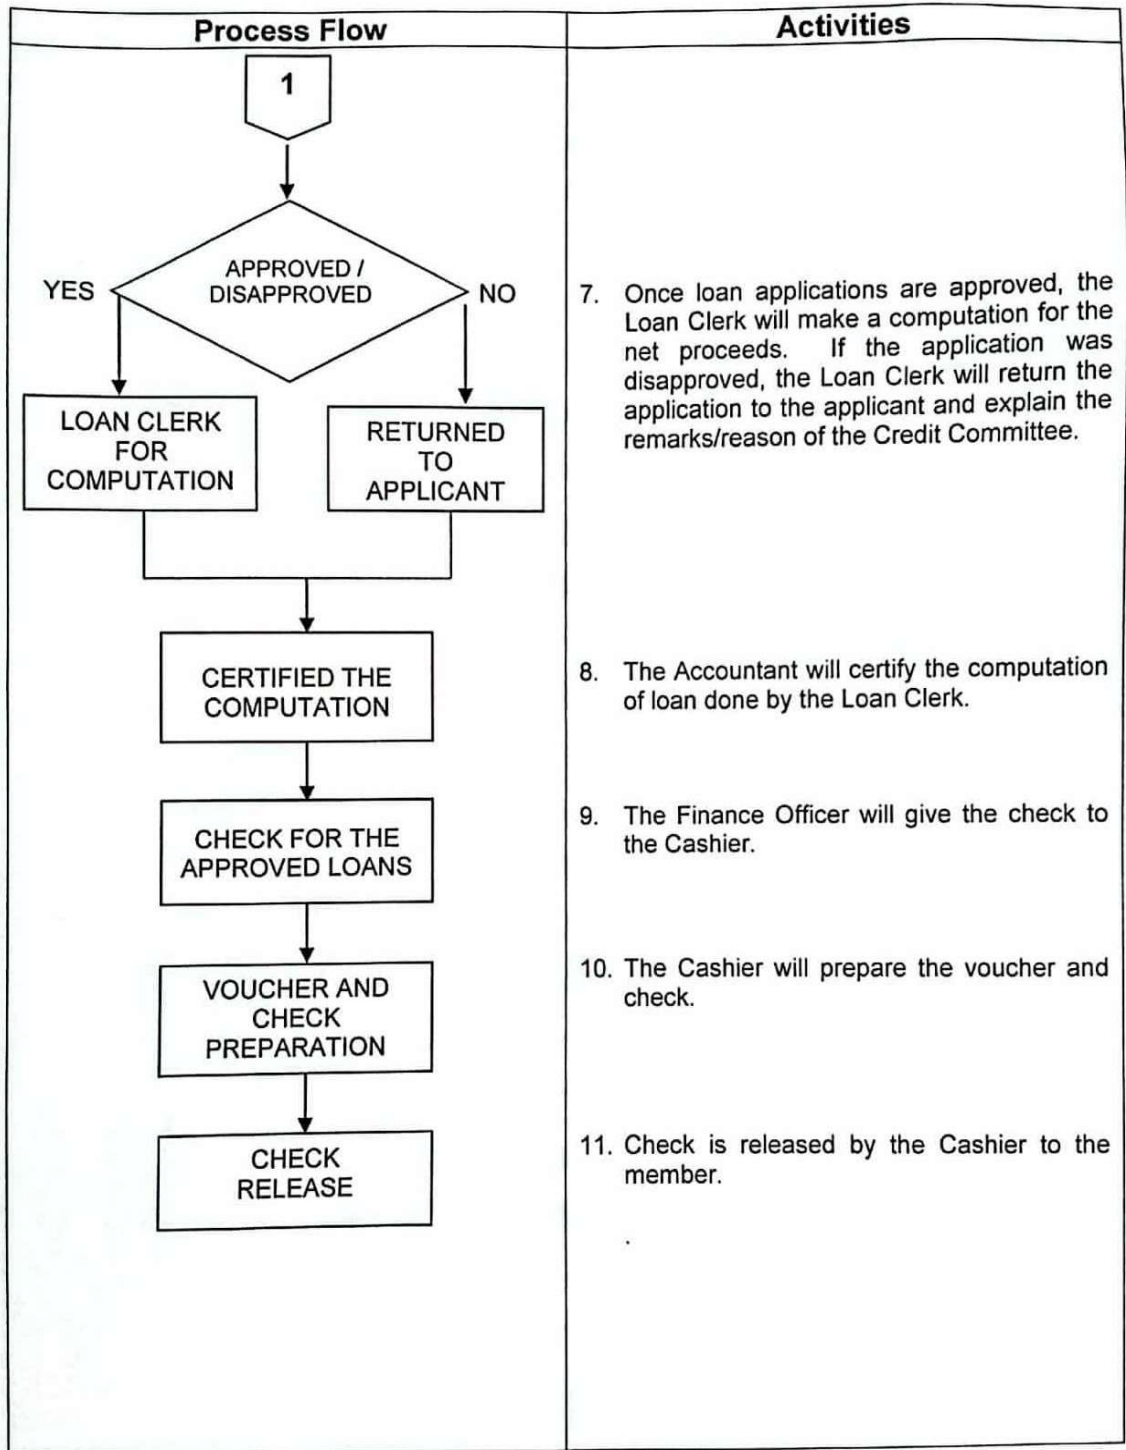 Process Flow
Activities
1
APPROVED /
DISAPPROVED
YES
NO
LOAN CLERK
FOR
COMPUTATION
RETURNED
TO
APPLICANT
7. Once loan applications are approved, the
Loan Clerk will make a computation for the
net proceeds. If the application was
disapproved, the Loan Clerk will return the
application to the applicant and explain the
remarks/reason of the Credit Committee.
CERTIFIED THE
COMPUTATION
8. The Accountant will certify the computation
of loan done by the Loan Clerk.
CHECK FOR THE
APPROVED LOANS
9. The Finance Officer will give the check to
the Cashier.
VOUCHER AND
CHECK
PREPARATION
10. The Cashier will prepare the voucher and
check.
CHECK
RELEASE
11. Check is released by the Cashier to the
member.
.